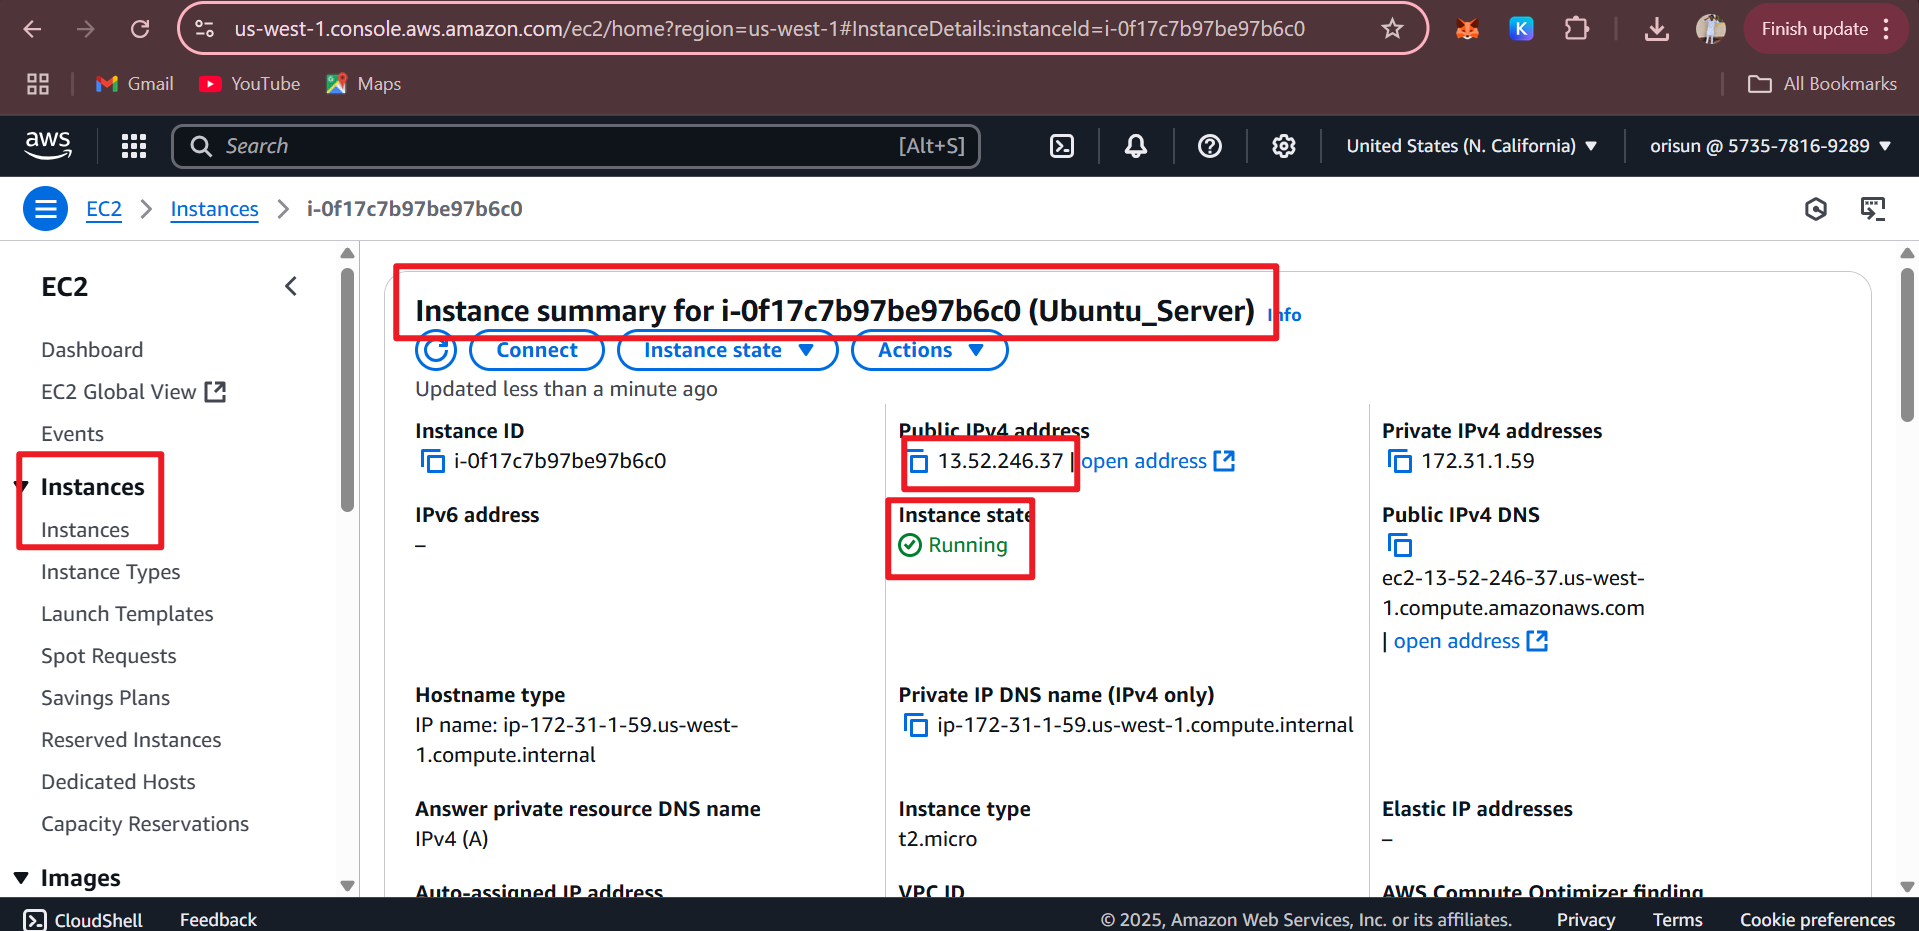 us-west-1.console.aws.amazon.com/ec2/home?region=us-west-1#InstanceDetails:instanceId=i-0f17c7b97be97b6c0
K
Finish update
Gmail
YouTube
Maps
All Bookmarks
aws
Search
[Alt+S]
United States (N. California)
orisun @ 5735-7816-9289
EC2
Instances
i-0f17c7b97be97b6c0
EC2
Dashboard
EC2 Global View
Events
Instances
Instances
Instance Types
Launch Templates
Spot Requests
Savings Plans
Reserved Instances
Dedicated Hosts
Capacity Reservations
Images
Instance summary for i-0f17c7b97be97b6c0 (Ubuntu_Server) Info
Connect
Instance state
Actions
Updated less than a minute ago
Instance ID
i-0f17c7b97be97b6c0
Public IPv4 address
13.52.246.37 | open address
Private IPv4 addresses
172.31.1.59
IPv6 address
–
Instance state
Running
Public IPv4 DNS
ec2-13-52-246-37.us-west-
1.compute.amazonaws.com
| open address
Hostname type
IP name: ip-172-31-1-59.us-west-
1.compute.internal
Private IP DNS name (IPv4 only)
ip-172-31-1-59.us-west-1.compute.internal
Answer private resource DNS name
IPv4 (A)
Instance type
t2.micro
Elastic IP addresses
–
Auto-assigned IP address
VPC ID
AWS Compute Optimizer finding
CloudShell
Feedback
© 2025, Amazon Web Services, Inc. or its affiliates.
Privacy
Terms
Cookie preferences